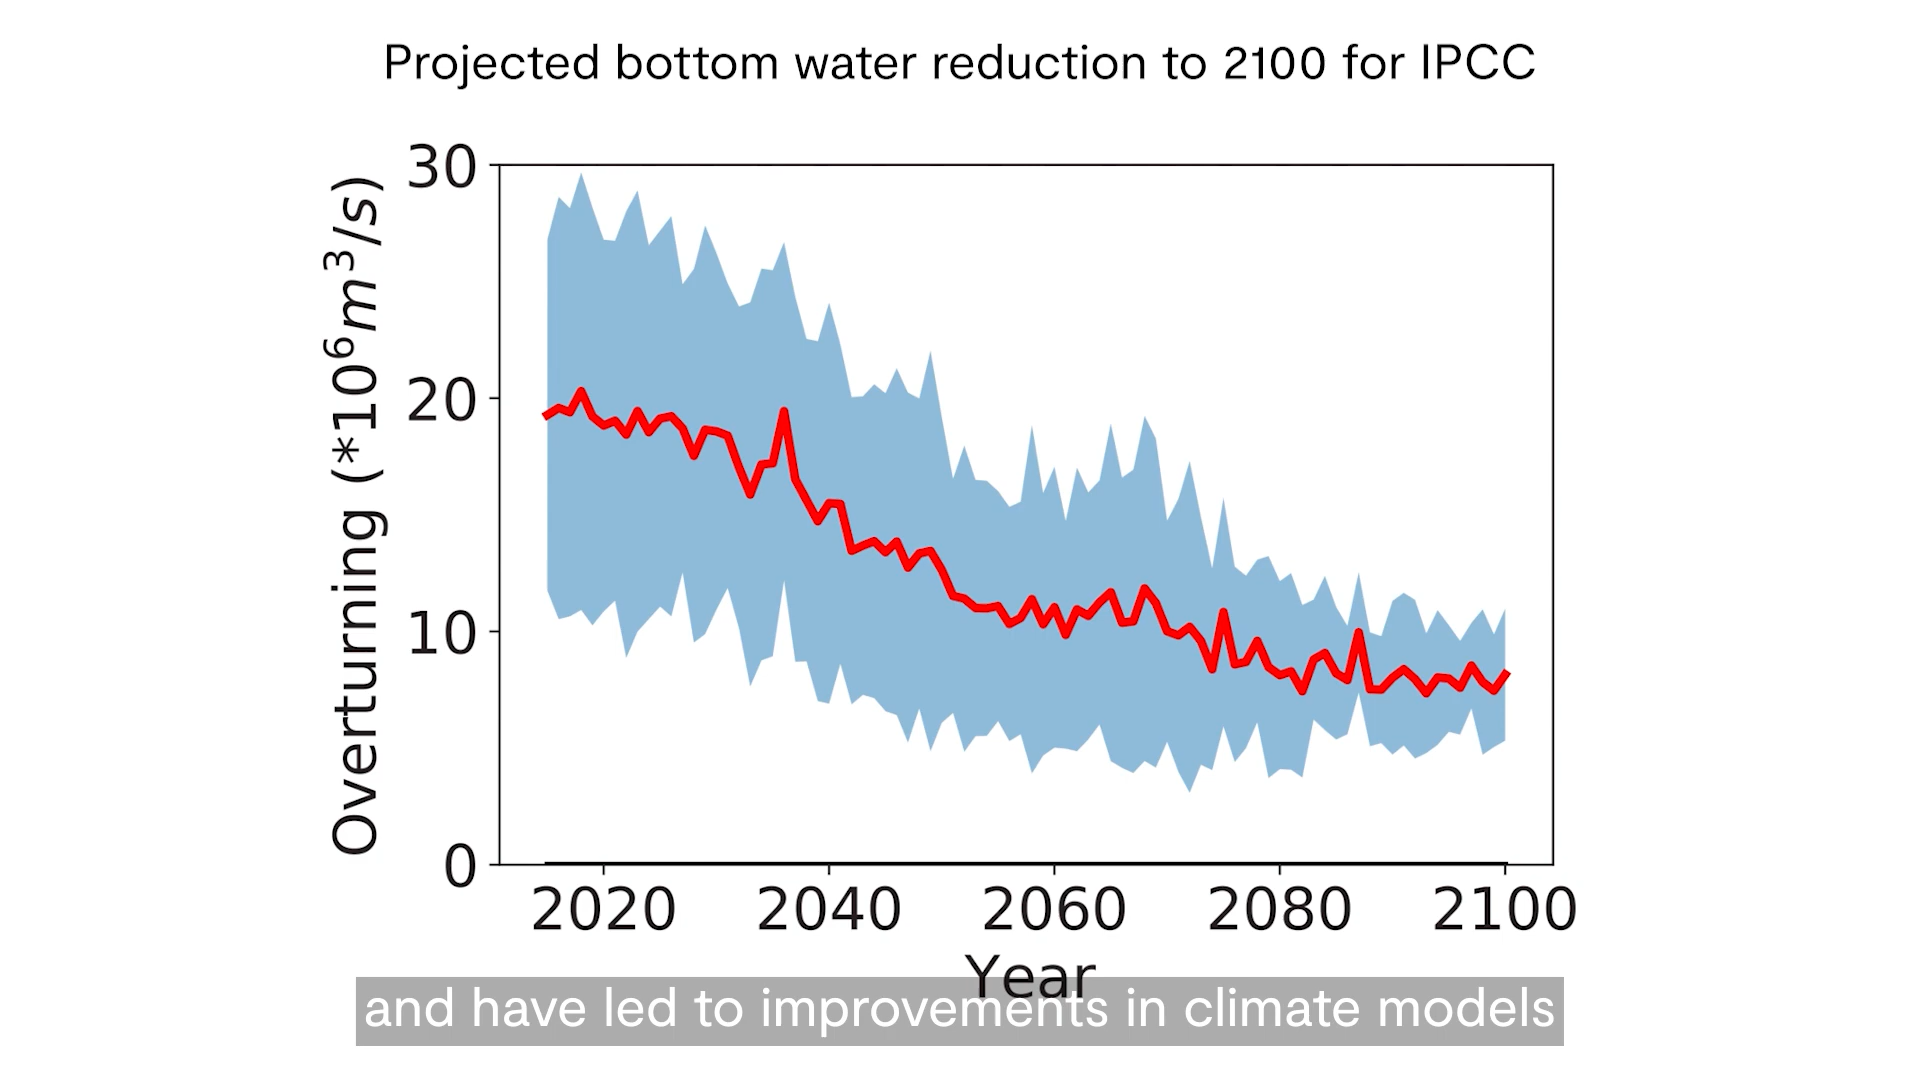 Projected bottom water reduction to 2100 for IPCC
Overturning (*10⁶m³/s)
30
20
10
0
2020 2040 2060 2080 2100
Year
and have led to improvements in climate models